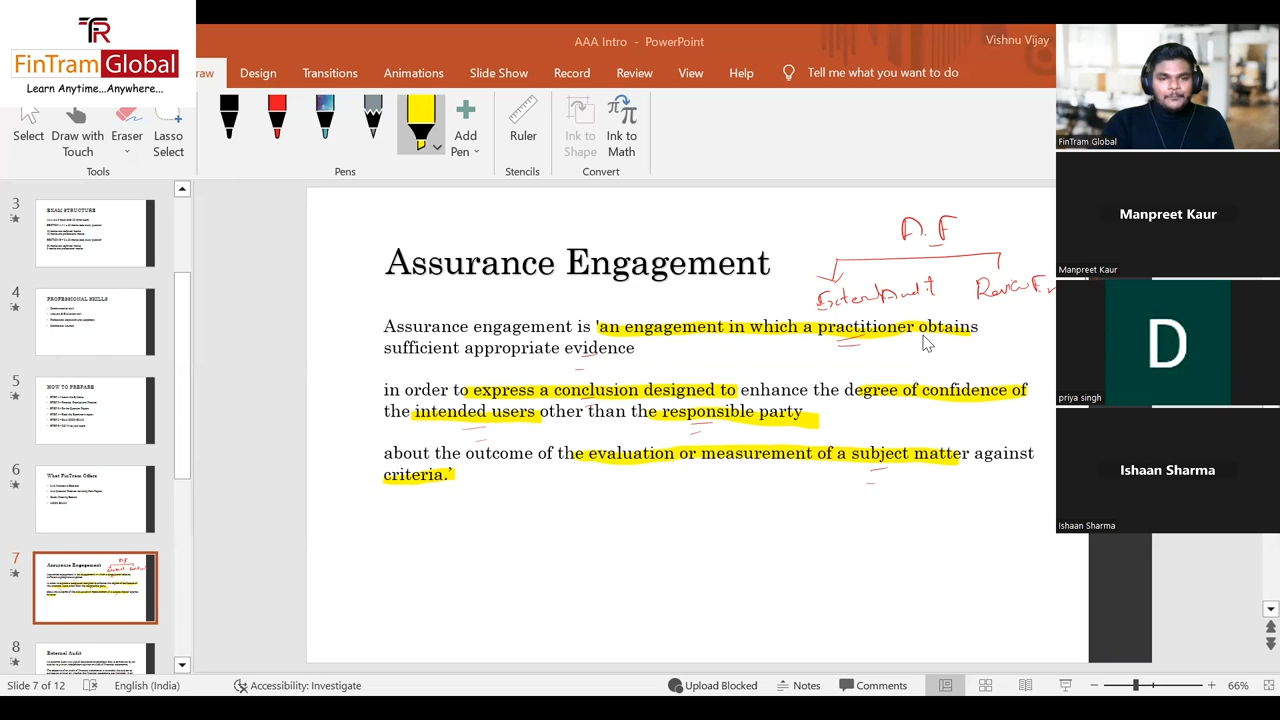 TR
FinTram Global
Learn Anytime...Anywhere...
AAA Intro - PowerPoint
Vishnu Vijay
raw
Design
Transitions
Animations
Slide Show
Record
Review
View
Help
Tell me what you want to do
Select
Draw with
Touch
Eraser
Lasso
Select
Add
Pen
Ruler
Ink to
Shape
Ink to
Math
Tools
Pens
Stencils
Convert
FinTram Global
Manpreet Kaur
Manpreet Kaur
D
priya singh
Ishaan Sharma
Ishaan Sharma
3
EXAM STRUCTURE
4
PROFESSIONAL SKILLS
5
HOW TO PREPARE
6
What FinTram Offers
7
Assurance Engagement
8
External Audit
Assurance Engagement
Assurance engagement is 'an engagement in which a practitioner obtains
sufficient appropriate evidence
in order to express a conclusion designed to enhance the degree of confidence of
the intended users other than the responsible party
about the outcome of the evaluation or measurement of a subject matter against
criteria.’
External Audit
Review
Slide 7 of 12
English (India)
Accessibility: Investigate
Upload Blocked
Notes
Comments
66%